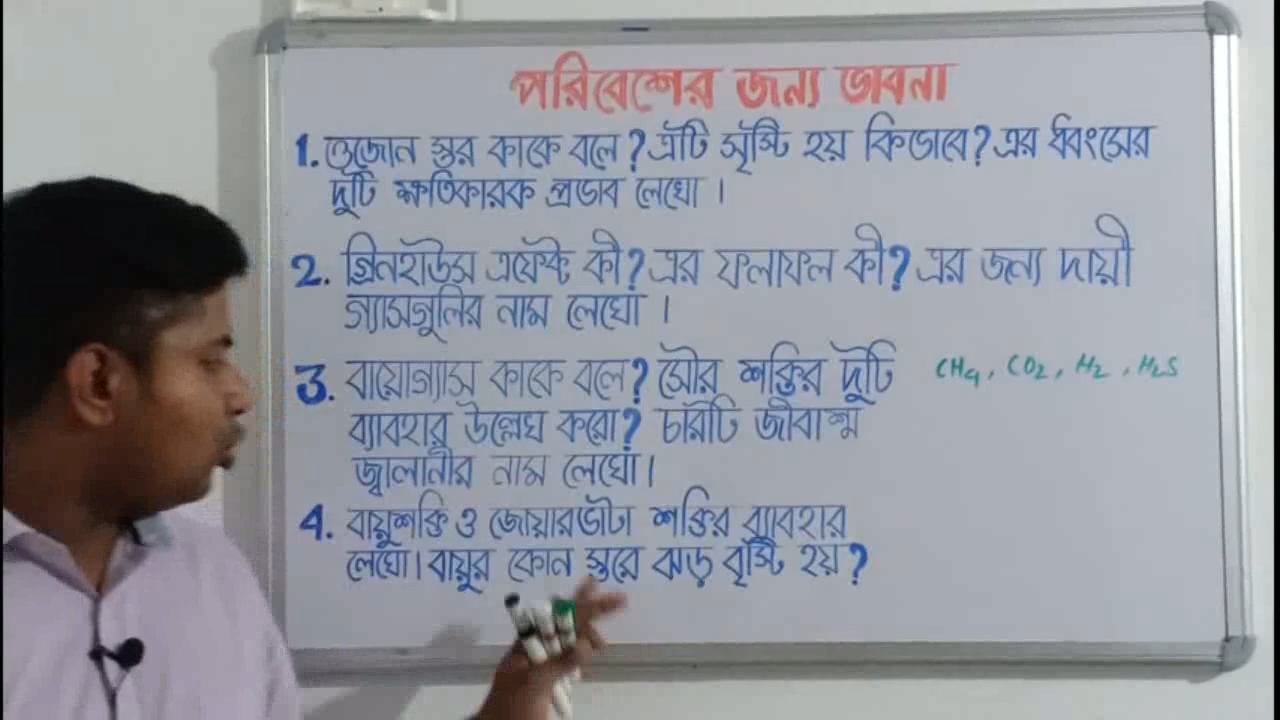 পরিবেশের জন্য ভাবনা
1. ওজোন স্তর কাকে বলে? এটি সৃষ্টি হয় কিভাবে? এর ধ্বংসের
দুটি ক্ষতিকারক প্রভাব লেখো ।
2. গ্রিনহাউস এফেক্ট কী? এর ফলাফল কী? এর জন্য দায়ী
গ্যাসগুলির নাম লেখো ।
3. বায়োগ্যাস কাকে বলে? সৌর শক্তির দুটি CH4, CO2, H2, H2S
ব্যাবহার উল্লেখ করো? চারটি জীবাশ্ম
জ্বালানীর নাম লেখো।
4. বায়ুশক্তি ও জোয়ারভাটা শক্তির ব্যাবহার
লেখো। বায়ুর কোন স্তরে ঝড় বৃষ্টি হয়?